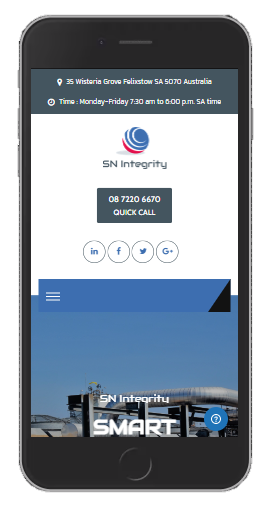 35 Wisteria Grove Felixstow SA 5070 Australia
Time : Monday-Friday 7:30 am to 6:00 p.m. SA time
SN Integrity
08 7220 6670
QUICK CALL
in f G+
SN Integrity
SMART